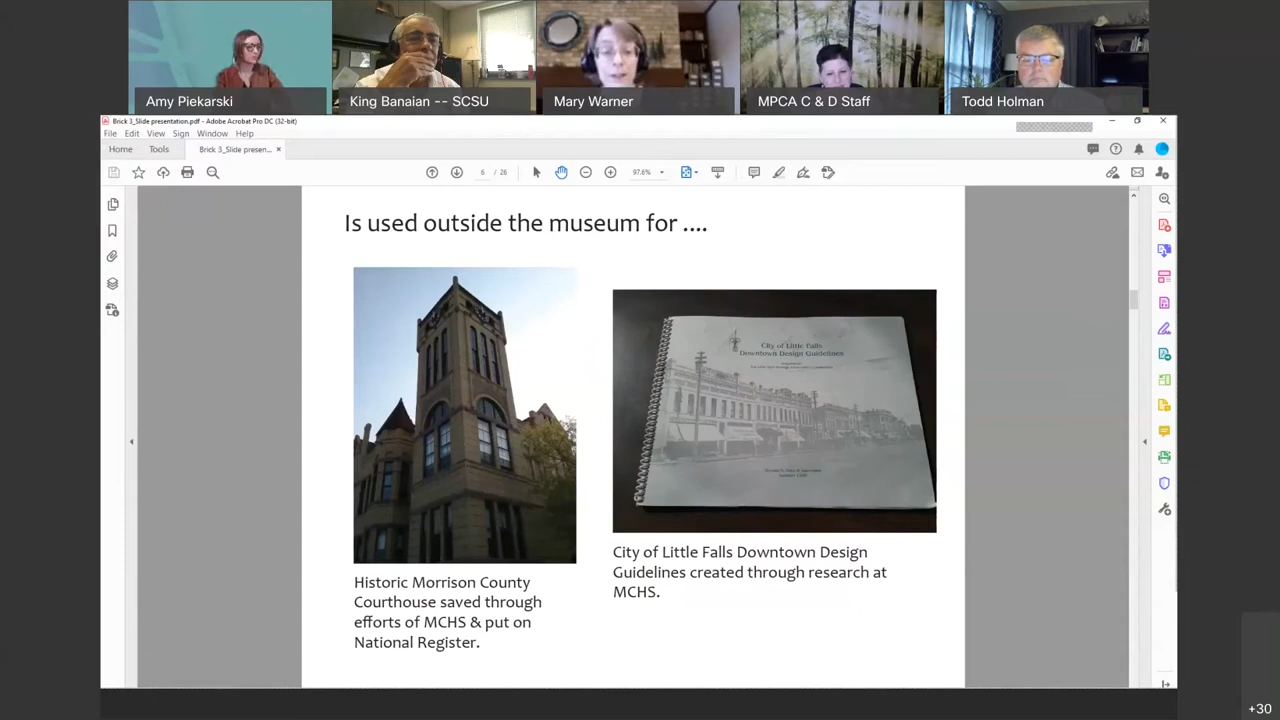 Amy Piekarski
King Banaian -- SCSU
Mary Warner
MPCA C & D Staff
Todd Holman
Brick 3_Slide presentation.pdf - Adobe Acrobat Pro DC (32-bit)
File Edit View Sign Window Help
Home Tools Brick 3_Slide presen... ×
6 / 26 97.6%
Is used outside the museum for ....
City of Little Falls
Downtown Design Guidelines
Historic Morrison County
Courthouse saved through
efforts of MCHS & put on
National Register.
City of Little Falls Downtown Design
Guidelines created through research at
MCHS.
+30